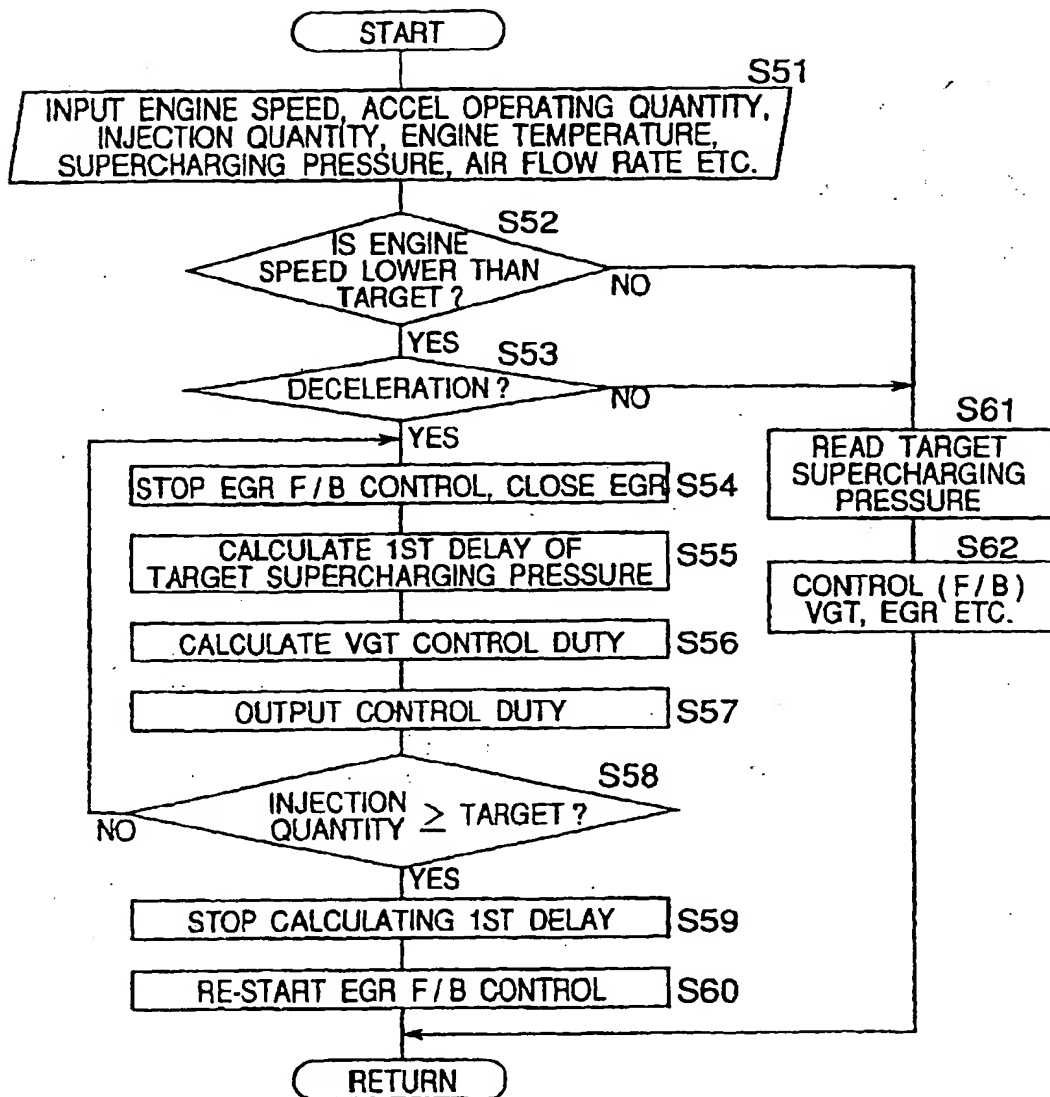 START
S51
INPUT ENGINE SPEED, ACCEL OPERATING QUANTITY,
INJECTION QUANTITY, ENGINE TEMPERATURE,
SUPERCHARGING PRESSURE, AIR FLOW RATE ETC.
S52
IS ENGINE
SPEED LOWER THAN
TARGET ?
NO
YES
S53
DECELERATION ?
NO
YES
STOP EGR F/B CONTROL, CLOSE EGR S54
CALCULATE 1ST DELAY OF
TARGET SUPERCHARGING PRESSURE
S55
CALCULATE VGT CONTROL DUTY S56
OUTPUT CONTROL DUTY S57
S58
INJECTION
QUANTITY ≥ TARGET ?
NO
YES
STOP CALCULATING 1ST DELAY S59
RE-START EGR F/B CONTROL S60
S61
READ TARGET
SUPERCHARGING
PRESSURE
S62
CONTROL (F/B)
VGT, EGR ETC.
RETURN